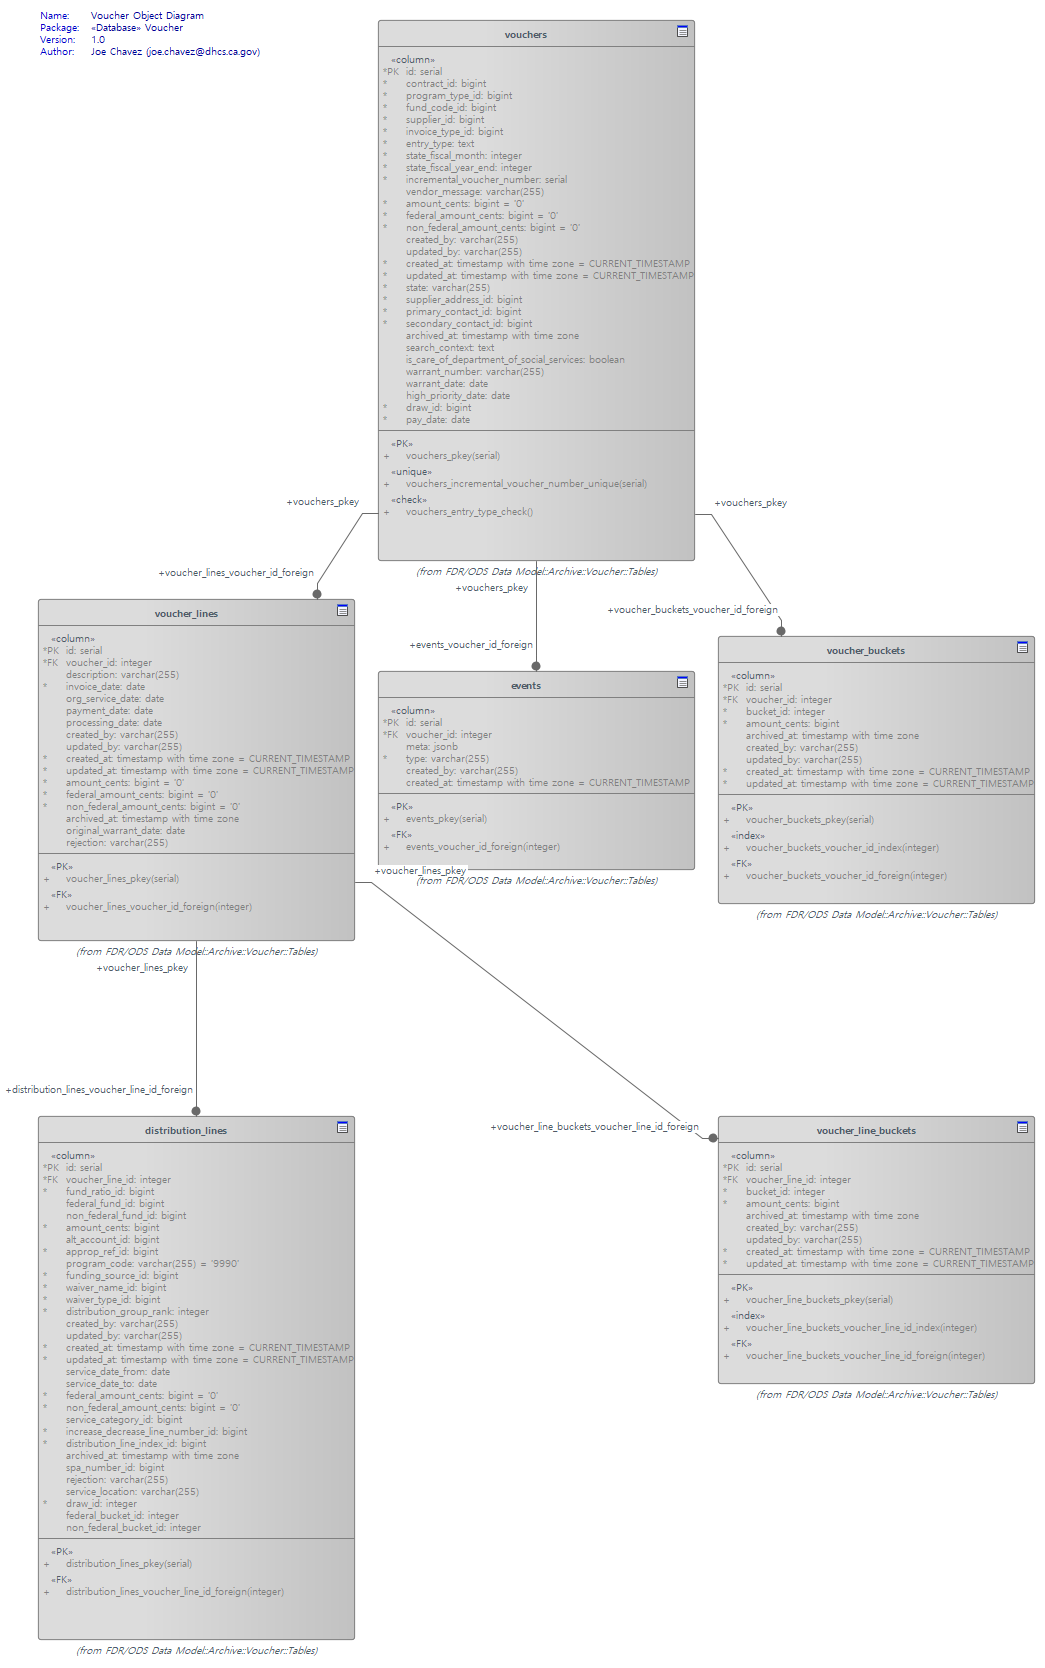 Name: Voucher Object Diagram
Package: «Database» Voucher
Version: 1.0
Author: Joe Chavez (joe.chavez@dhcs.ca.gov)
vouchers
«column»
*PK id: serial
* contract_id: bigint
* program_type_id: bigint
* fund_code_id: bigint
* supplier_id: bigint
* invoice_type_id: bigint
* entry_type: text
* state_fiscal_month: integer
* state_fiscal_year_end: integer
* incremental_voucher_number: serial
vendor_message: varchar(255)
* amount_cents: bigint = '0'
* federal_amount_cents: bigint = '0'
* non_federal_amount_cents: bigint = '0'
created_by: varchar(255)
updated_by: varchar(255)
* created_at: timestamp with time zone = CURRENT_TIMESTAMP
* updated_at: timestamp with time zone = CURRENT_TIMESTAMP
* state: varchar(255)
* supplier_address_id: bigint
* primary_contact_id: bigint
* secondary_contact_id: bigint
archived_at: timestamp with time zone
search_context: text
is_care_of_department_of_social_services: boolean
warrant_number: varchar(255)
warrant_date: date
high_priority_date: date
* draw_id: bigint
* pay_date: date
«PK»
+ vouchers_pkey(serial)
«unique»
+ vouchers_incremental_voucher_number_unique(serial)
«check»
+ vouchers_entry_type_check()
(from FDR/ODS Data Model::Archive::Voucher::Tables)
+vouchers_pkey
+voucher_lines_voucher_id_foreign
+vouchers_pkey
+events_voucher_id_foreign
+vouchers_pkey
+voucher_buckets_voucher_id_foreign
voucher_lines
«column»
*PK id: serial
*FK voucher_id: integer
description: varchar(255)
* invoice_date: date
org_service_date: date
payment_date: date
processing_date: date
created_by: varchar(255)
updated_by: varchar(255)
* created_at: timestamp with time zone = CURRENT_TIMESTAMP
* updated_at: timestamp with time zone = CURRENT_TIMESTAMP
* amount_cents: bigint = '0'
* federal_amount_cents: bigint = '0'
* non_federal_amount_cents: bigint = '0'
archived_at: timestamp with time zone
original_warrant_date: date
rejection: varchar(255)
«PK»
+ voucher_lines_pkey(serial)
«FK»
+ voucher_lines_voucher_id_foreign(integer)
(from FDR/ODS Data Model::Archive::Voucher::Tables)
events
«column»
*PK id: serial
*FK voucher_id: integer
meta: jsonb
* type: varchar(255)
created_by: varchar(255)
created_at: timestamp with time zone = CURRENT_TIMESTAMP
«PK»
+ events_pkey(serial)
«FK»
+ events_voucher_id_foreign(integer)
(from FDR/ODS Data Model::Archive::Voucher::Tables)
voucher_buckets
«column»
*PK id: serial
*FK voucher_id: integer
* bucket_id: integer
* amount_cents: bigint
archived_at: timestamp with time zone
created_by: varchar(255)
updated_by: varchar(255)
* created_at: timestamp with time zone = CURRENT_TIMESTAMP
* updated_at: timestamp with time zone = CURRENT_TIMESTAMP
«PK»
+ voucher_buckets_pkey(serial)
«index»
+ voucher_buckets_voucher_id_index(integer)
«FK»
+ voucher_buckets_voucher_id_foreign(integer)
(from FDR/ODS Data Model::Archive::Voucher::Tables)
+voucher_lines_pkey
+voucher_line_buckets_voucher_line_id_foreign
+voucher_lines_pkey
+distribution_lines_voucher_line_id_foreign
distribution_lines
«column»
*PK id: serial
*FK voucher_line_id: integer
* fund_ratio_id: bigint
federal_fund_id: bigint
non_federal_fund_id: bigint
* amount_cents: bigint
alt_account_id: bigint
* approp_ref_id: bigint
program_code: varchar(255) = '9990'
* funding_source_id: bigint
* waiver_name_id: bigint
* waiver_type_id: bigint
* distribution_group_rank: integer
created_by: varchar(255)
updated_by: varchar(255)
* created_at: timestamp with time zone = CURRENT_TIMESTAMP
* updated_at: timestamp with time zone = CURRENT_TIMESTAMP
service_date_from: date
service_date_to: date
* federal_amount_cents: bigint = '0'
* non_federal_amount_cents: bigint = '0'
service_category_id: bigint
* increase_decrease_line_number_id: bigint
* distribution_line_index_id: bigint
archived_at: timestamp with time zone
spa_number_id: bigint
rejection: varchar(255)
service_location: varchar(255)
* draw_id: integer
federal_bucket_id: integer
non_federal_bucket_id: integer
«PK»
+ distribution_lines_pkey(serial)
«FK»
+ distribution_lines_voucher_line_id_foreign(integer)
(from FDR/ODS Data Model::Archive::Voucher::Tables)
voucher_line_buckets
«column»
*PK id: serial
*FK voucher_line_id: integer
* bucket_id: integer
* amount_cents: bigint
archived_at: timestamp with time zone
created_by: varchar(255)
updated_by: varchar(255)
* created_at: timestamp with time zone = CURRENT_TIMESTAMP
* updated_at: timestamp with time zone = CURRENT_TIMESTAMP
«PK»
+ voucher_line_buckets_pkey(serial)
«index»
+ voucher_line_buckets_voucher_line_id_index(integer)
«FK»
+ voucher_line_buckets_voucher_line_id_foreign(integer)
(from FDR/ODS Data Model::Archive::Voucher::Tables)